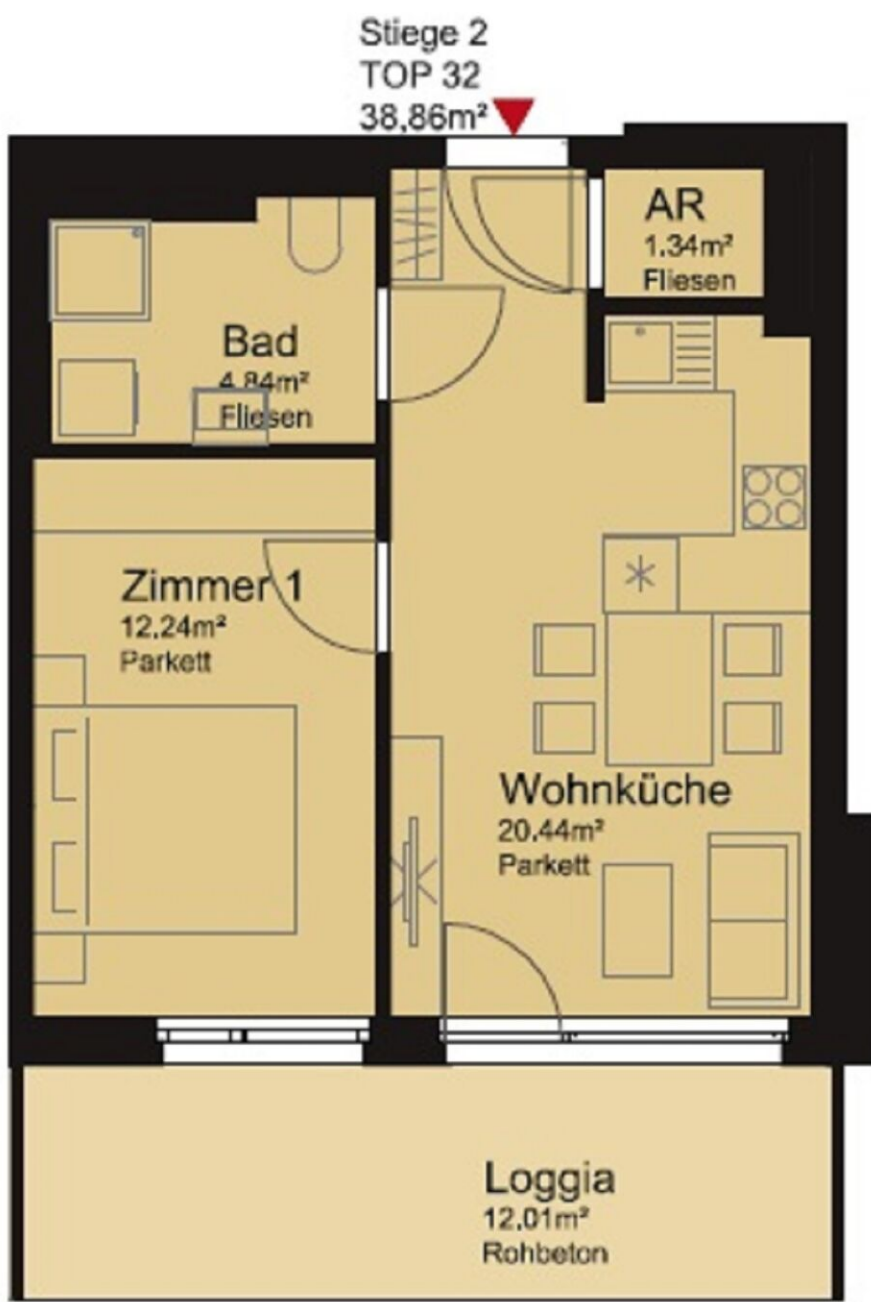 Stiege 2
TOP 32
38,86m²
AR
1.34m²
Fliesen
Bad
4.84m²
Fliesen
Zimmer 1
12.24m²
Parkett
Wohnküche
20.44m²
Parkett
Loggia
12.01m²
Rohbeton